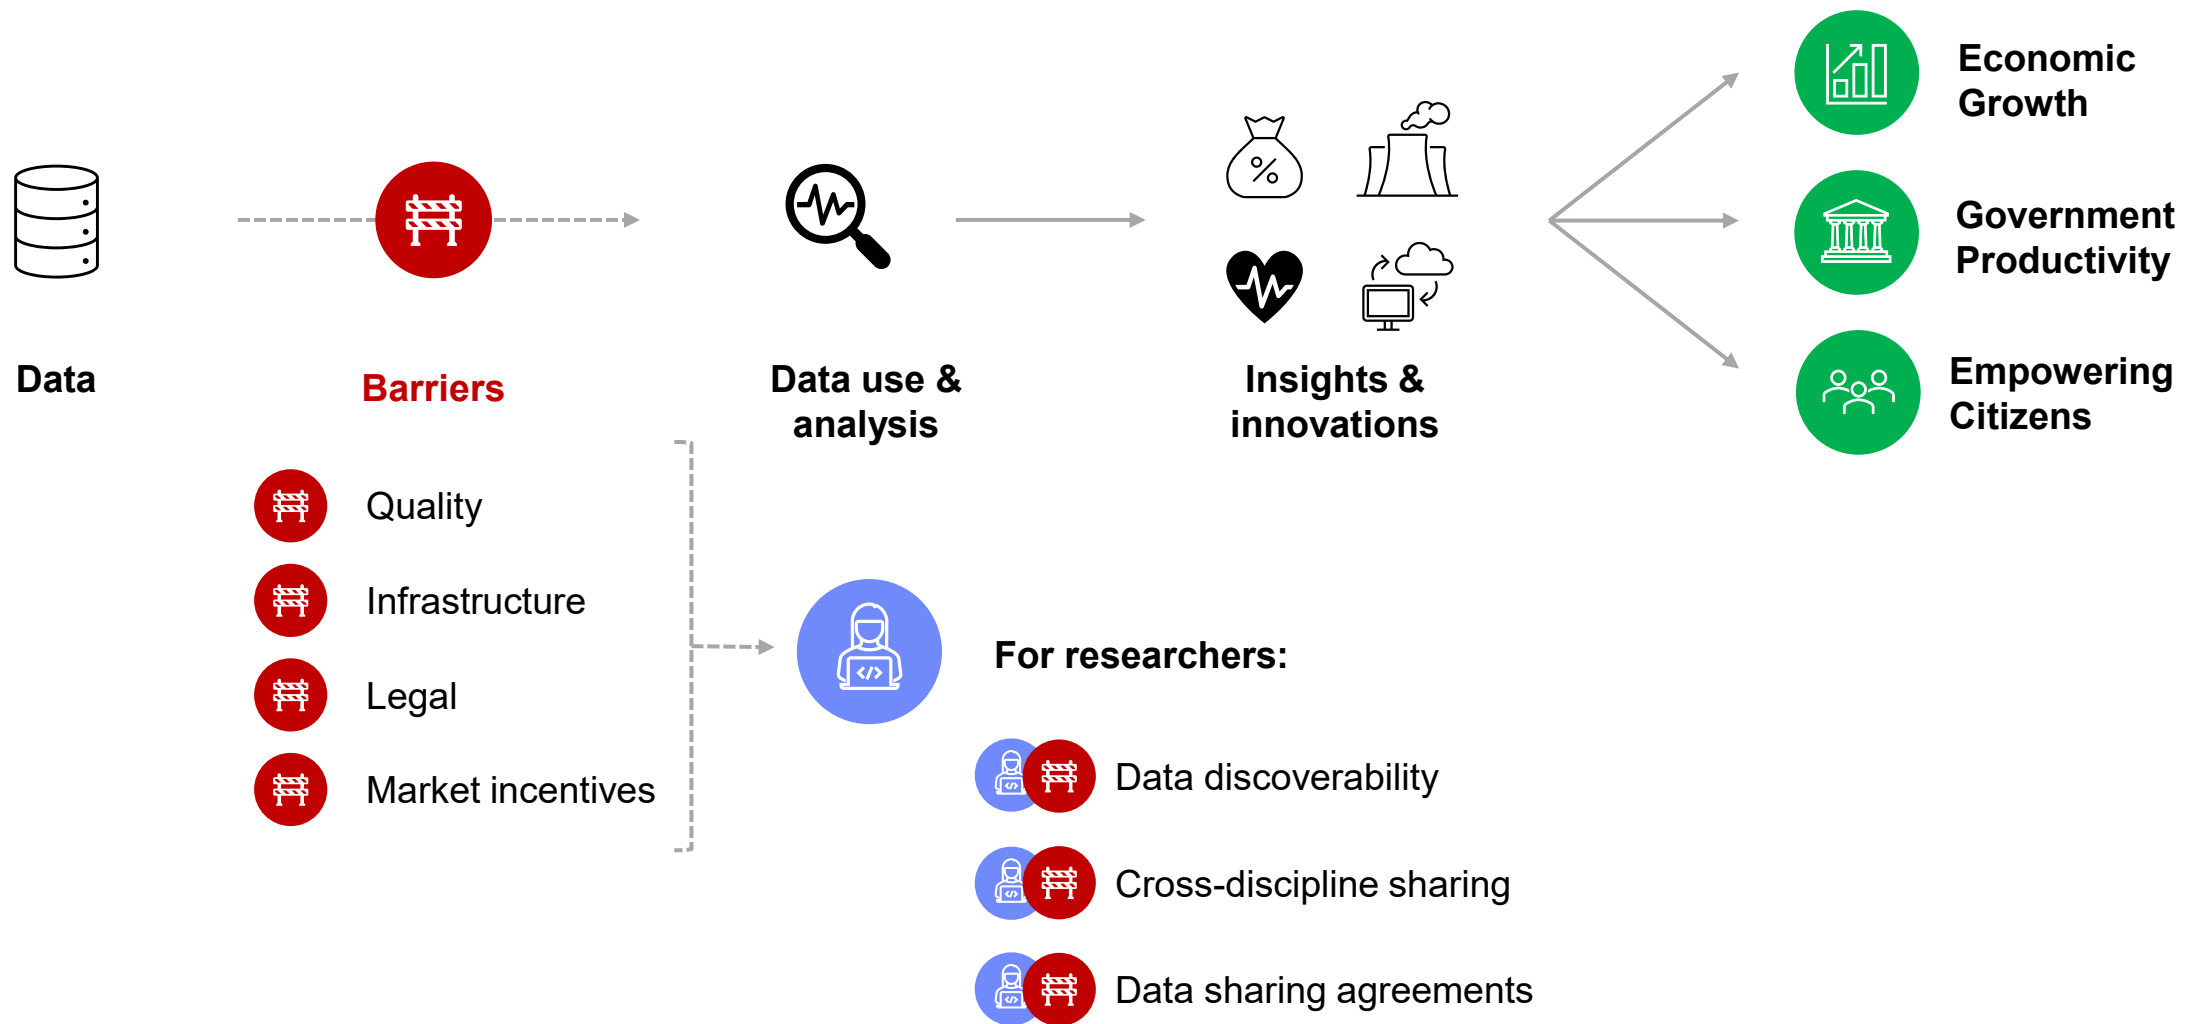 Data
Barriers
Data use &
analysis
Insights &
innovations
Economic
Growth
Government
Productivity
Empowering
Citizens
Quality
Infrastructure
Legal
Market incentives
For researchers:
Data discoverability
Cross-discipline sharing
Data sharing agreements